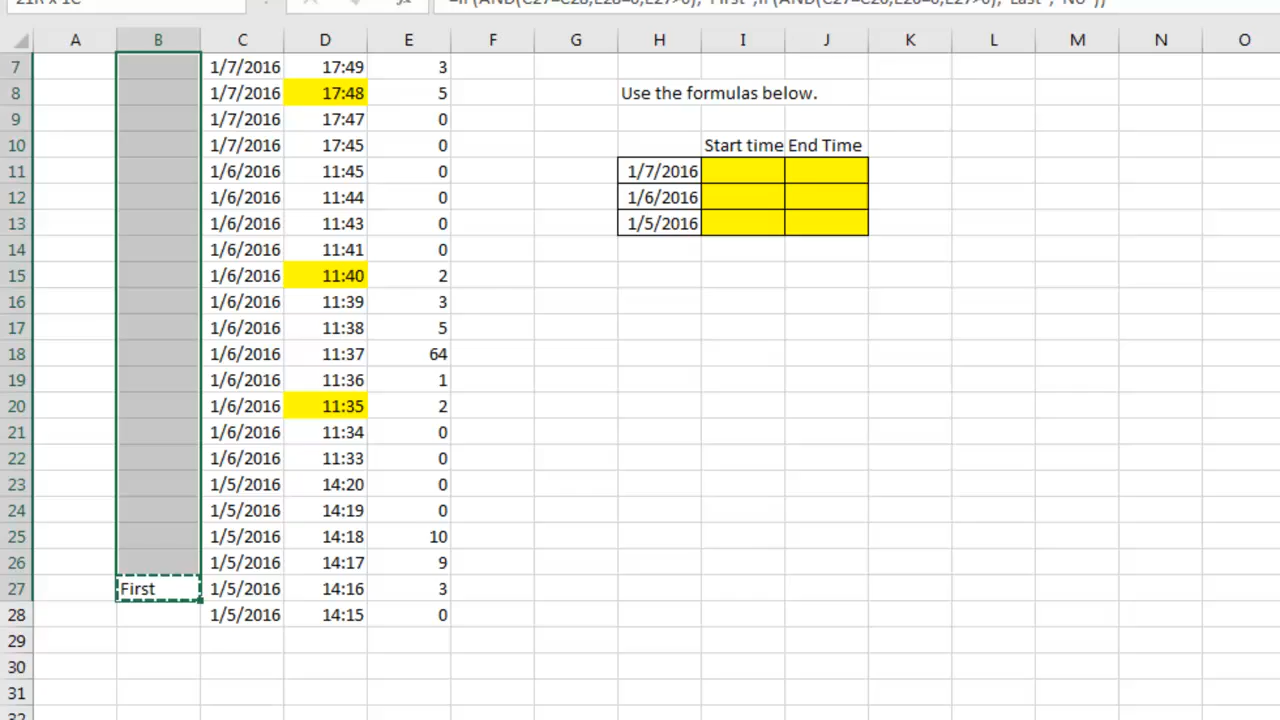 A B C D E F G H I J K L M N O
7 1/7/2016 17:49 3
8 1/7/2016 17:48 5 Use the formulas below.
9 1/7/2016 17:47 0
10 1/7/2016 17:45 0 Start time End Time
11 1/6/2016 11:45 0 1/7/2016
12 1/6/2016 11:44 0 1/6/2016
13 1/6/2016 11:43 0 1/5/2016
14 1/6/2016 11:41 0
15 1/6/2016 11:40 2
16 1/6/2016 11:39 3
17 1/6/2016 11:38 5
18 1/6/2016 11:37 64
19 1/6/2016 11:36 1
20 1/6/2016 11:35 2
21 1/6/2016 11:34 0
22 1/6/2016 11:33 0
23 1/5/2016 14:20 0
24 1/5/2016 14:19 0
25 1/5/2016 14:18 10
26 1/5/2016 14:17 9
27 First 1/5/2016 14:16 3
28 1/5/2016 14:15 0
29
30
31